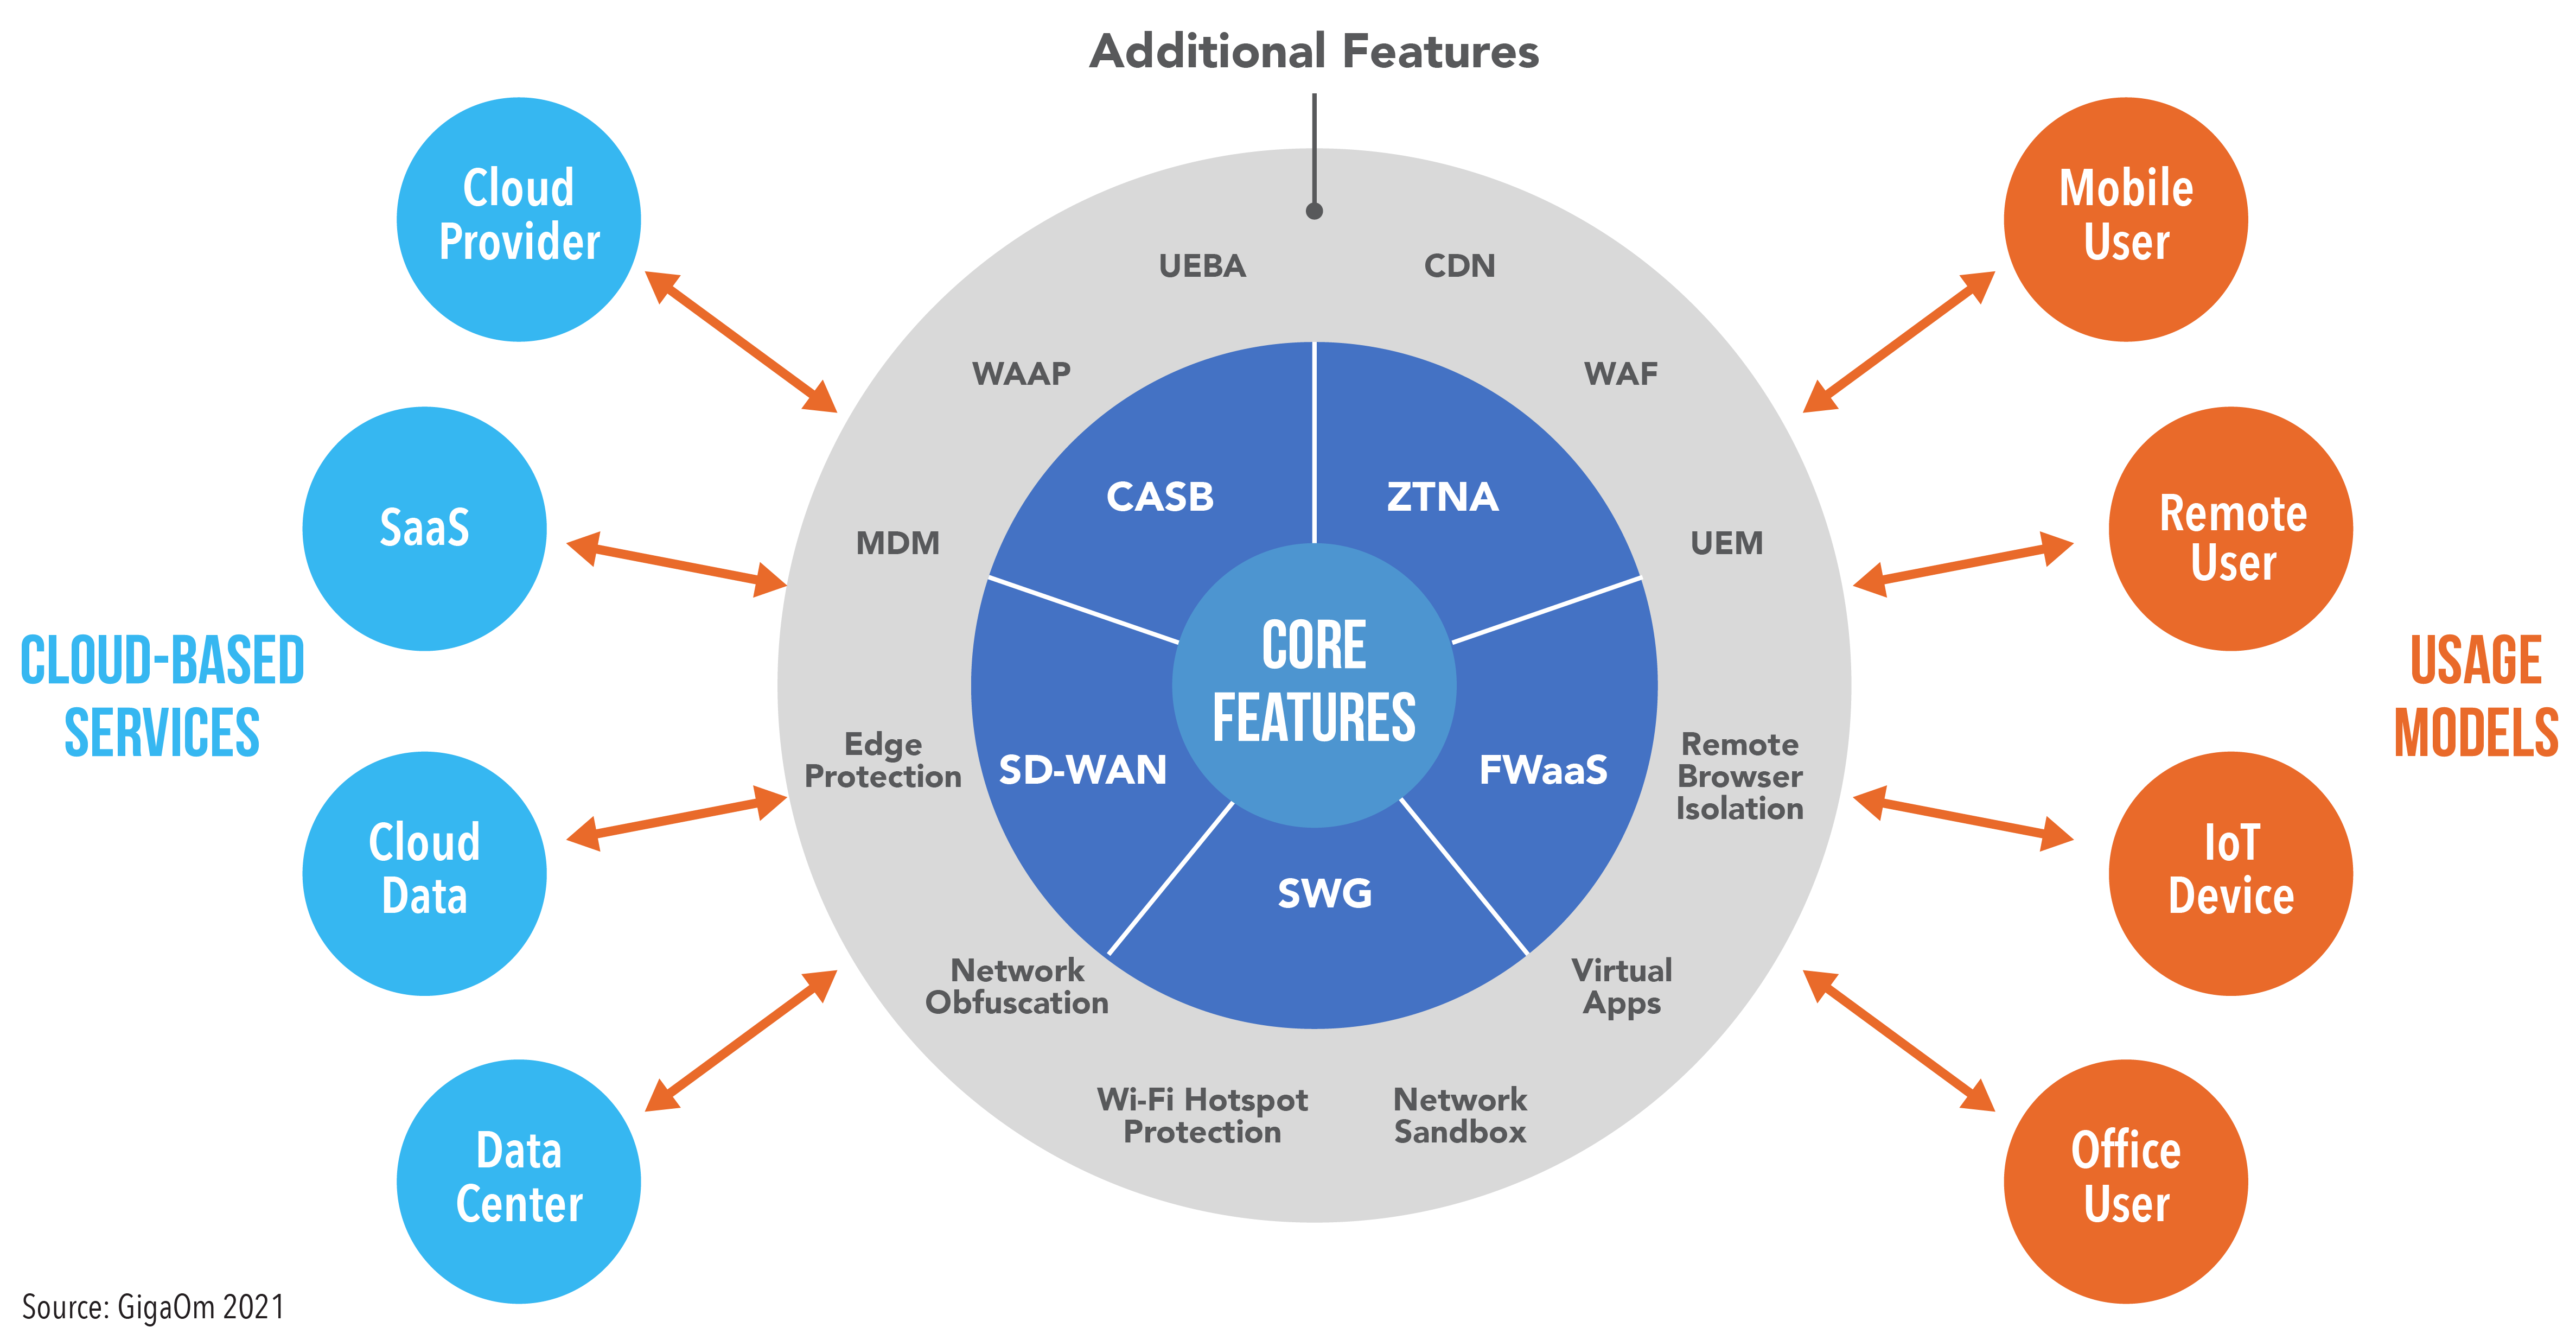 Additional Features
Cloud
Provider
SaaS
CLOUD-BASED
SERVICES
Cloud
Data
Data
Center
UEBA
CDN
WAAP
WAF
MDM
UEM
Edge
Protection
Remote
Browser
Isolation
Network
Obfuscation
Virtual
Apps
Wi-Fi Hotspot
Protection
Network
Sandbox
CASB
ZTNA
SD-WAN
FWaaS
SWG
CORE
FEATURES
Mobile
User
Remote
User
USAGE
MODELS
IoT
Device
Office
User
Source: GigaOm 2021